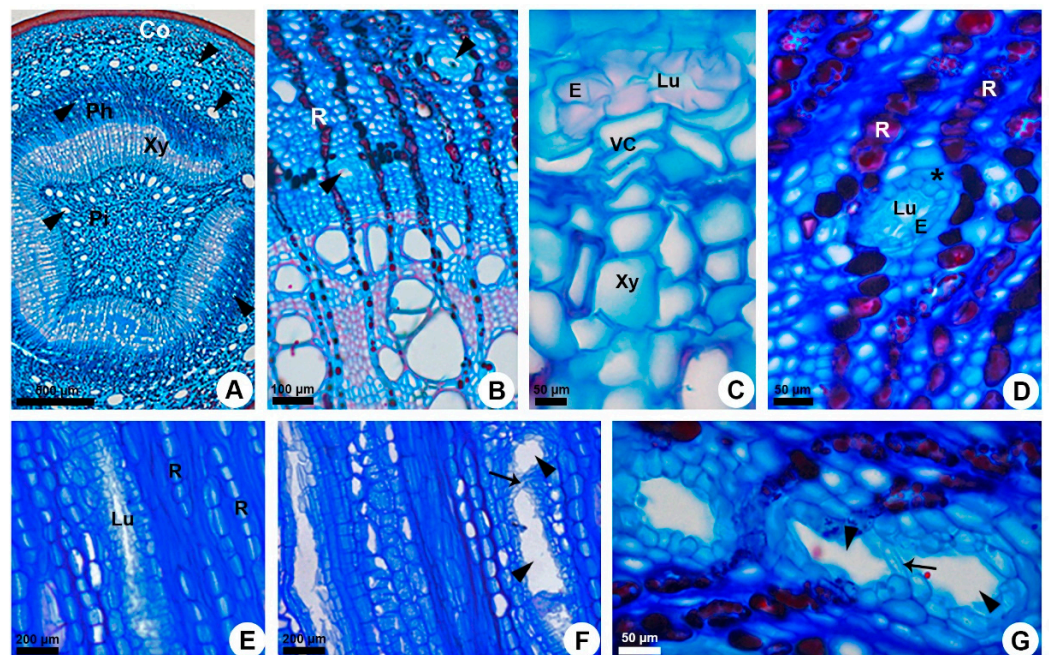 Co
Ph
Xy
Pi
500 µm
A
R
100 µm
B
E
Lu
VC
Xy
50 µm
C
R
R
*
Lu
E
50 µm
D
R
R
Lu
200 µm
E
200 µm
F
50 µm
G